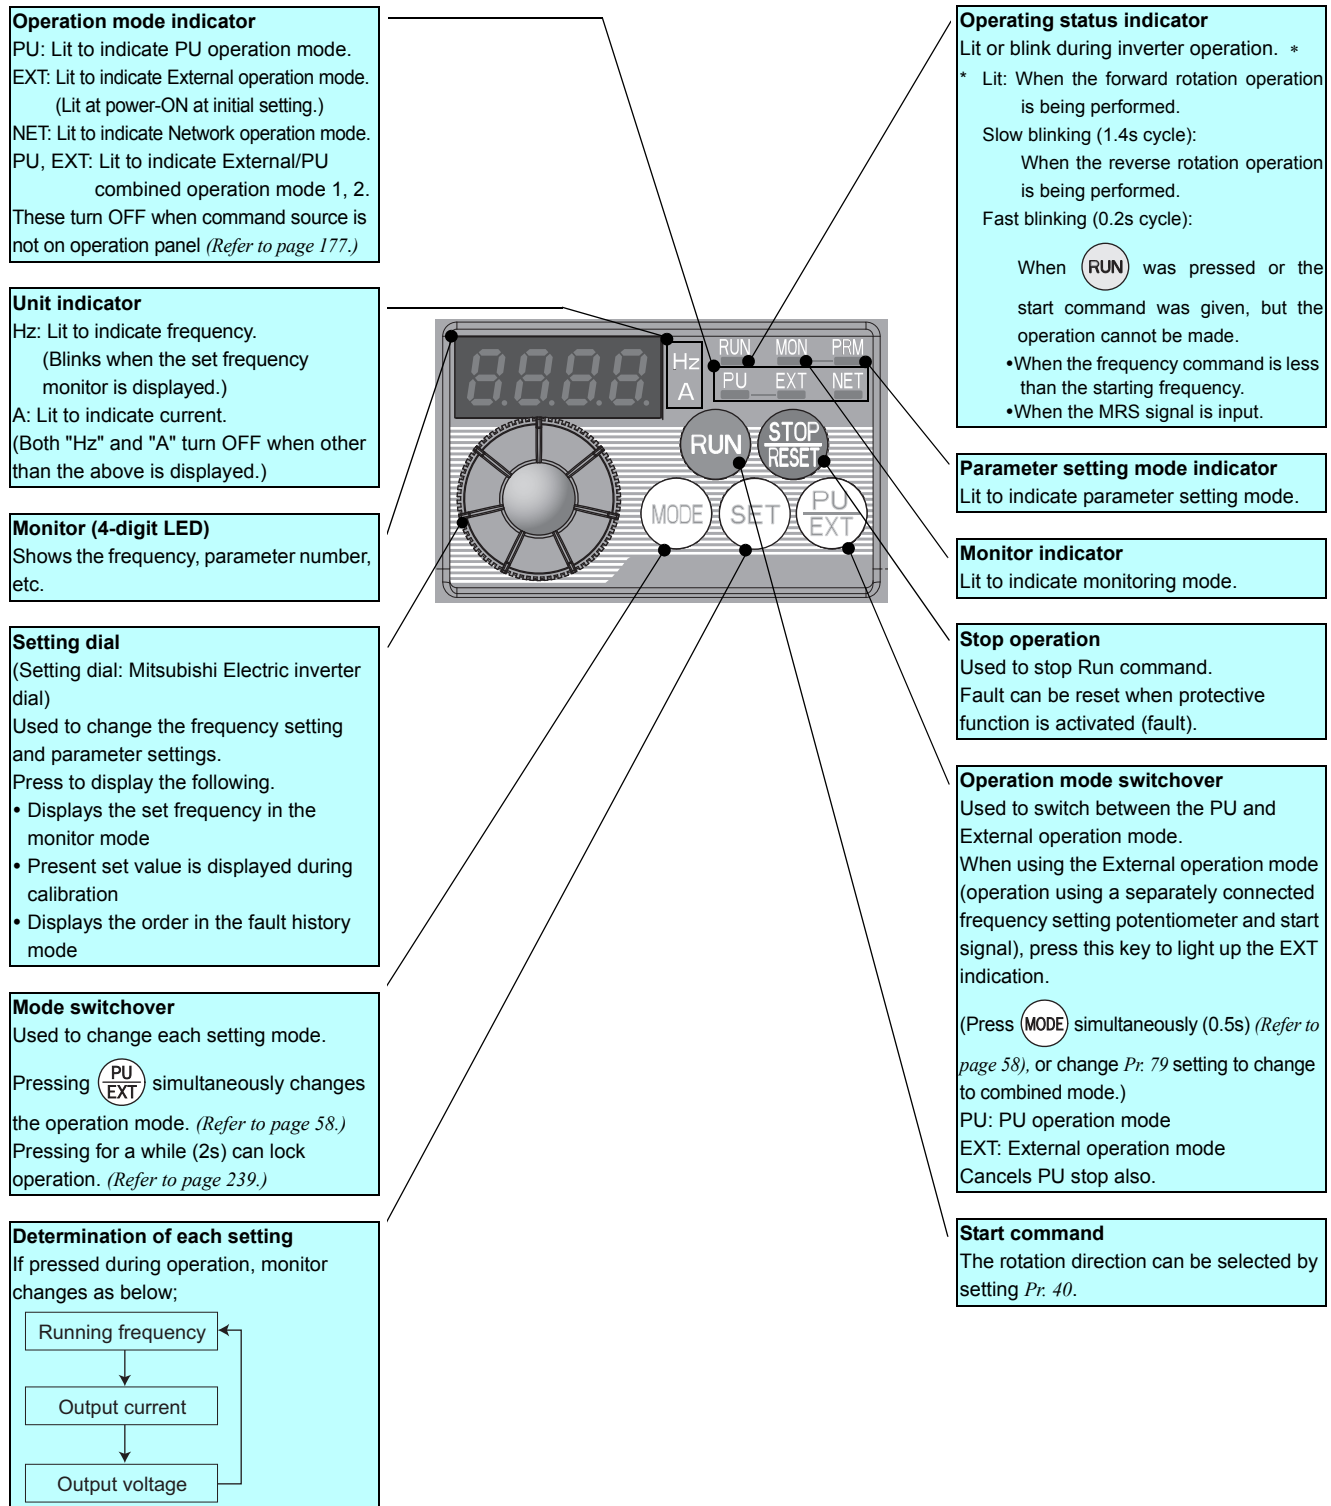 Operation mode indicator
PU: Lit to indicate PU operation mode.
EXT: Lit to indicate External operation mode.
(Lit at power-ON at initial setting.)
NET: Lit to indicate Network operation mode.
PU, EXT: Lit to indicate External/PU
combined operation mode 1, 2.
These turn OFF when command source is
not on operation panel (Refer to page 177.)
Unit indicator
Hz: Lit to indicate frequency.
(Blinks when the set frequency
monitor is displayed.)
A: Lit to indicate current.
(Both "Hz" and "A" turn OFF when other
than the above is displayed.)
Monitor (4-digit LED)
Shows the frequency, parameter number,
etc.
Setting dial
(Setting dial: Mitsubishi Electric inverter
dial)
Used to change the frequency setting
and parameter settings.
Press to display the following.
• Displays the set frequency in the
monitor mode
• Present set value is displayed during
calibration
• Displays the order in the fault history
mode
Mode switchover
Used to change each setting mode.
Pressing PU/EXT simultaneously changes
the operation mode. (Refer to page 58.)
Pressing for a while (2s) can lock
operation. (Refer to page 239.)
Determination of each setting
If pressed during operation, monitor
changes as below;
Running frequency
Output current
Output voltage
8.8.8.8.
Hz
A
RUN MON PRM
PU EXT NET
RUN
STOP
RESET
MODE
SET
PU
EXT
Operating status indicator
Lit or blink during inverter operation. *
* Lit: When the forward rotation operation
is being performed.
Slow blinking (1.4s cycle):
When the reverse rotation operation
is being performed.
Fast blinking (0.2s cycle):
When RUN was pressed or the
start command was given, but the
operation cannot be made.
•When the frequency command is less
than the starting frequency.
•When the MRS signal is input.
Parameter setting mode indicator
Lit to indicate parameter setting mode.
Monitor indicator
Lit to indicate monitoring mode.
Stop operation
Used to stop Run command.
Fault can be reset when protective
function is activated (fault).
Operation mode switchover
Used to switch between the PU and
External operation mode.
When using the External operation mode
(operation using a separately connected
frequency setting potentiometer and start
signal), press this key to light up the EXT
indication.
(Press MODE simultaneously (0.5s) (Refer to
page 58), or change Pr. 79 setting to change
to combined mode.)
PU: PU operation mode
EXT: External operation mode
Cancels PU stop also.
Start command
The rotation direction can be selected by
setting Pr. 40.